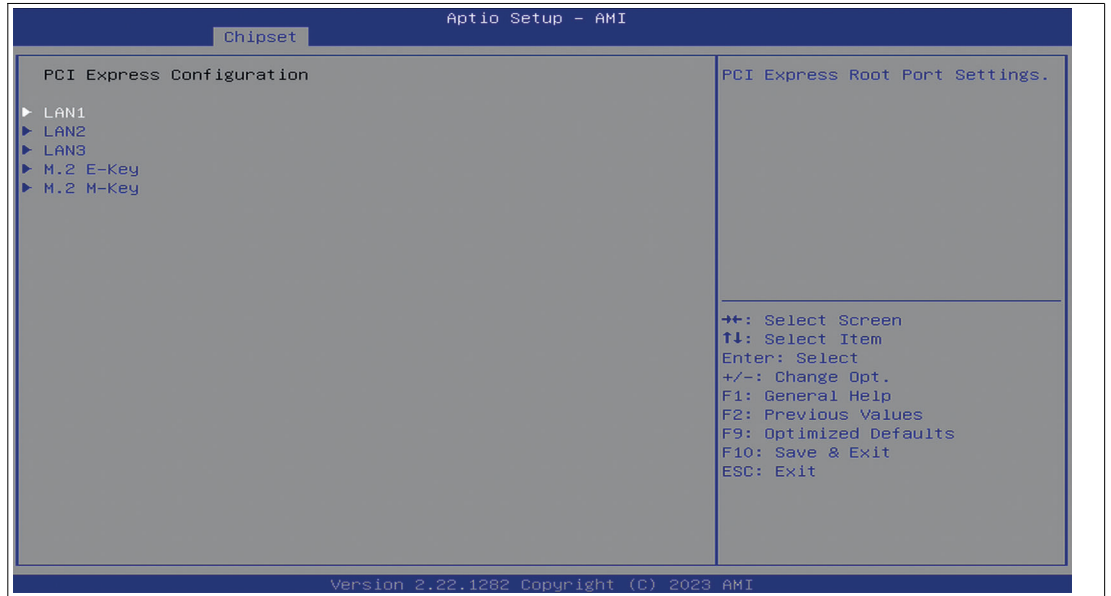 Aptio Setup – AMI
Chipset
PCI Express Configuration
▶ LAN1
▶ LAN2
▶ LAN3
▶ M.2 E-Key
▶ M.2 M-Key
PCI Express Root Port Settings.
→←: Select Screen
↑↓: Select Item
Enter: Select
+/-: Change Opt.
F1: General Help
F2: Previous Values
F9: Optimized Defaults
F10: Save & Exit
ESC: Exit
Version 2.22.1282 Copyright (C) 2023 AMI